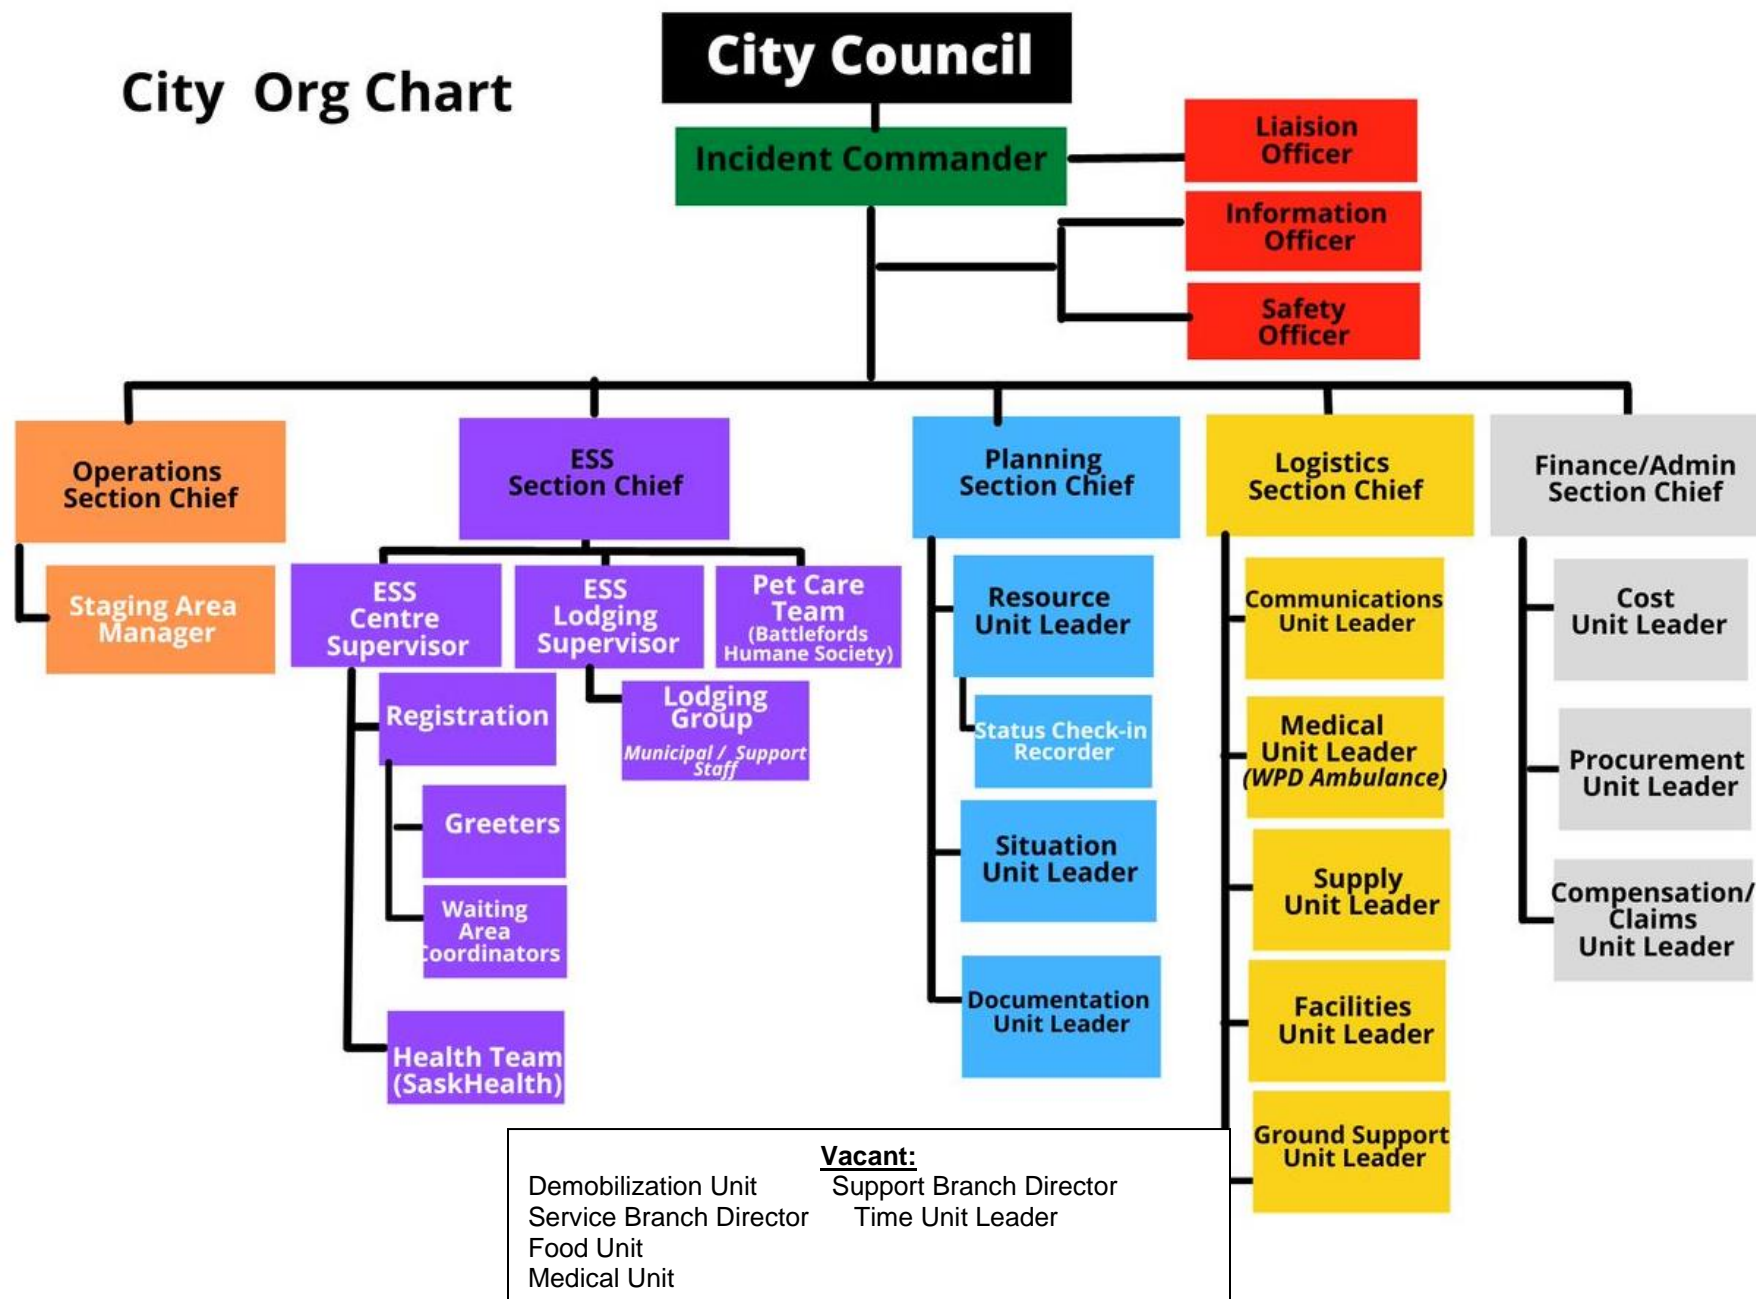 City Org Chart
City Council
Incident Commander
Liaision
Officer
Information
Officer
Safety
Officer
Operations
Section Chief
Staging Area
Manager
ESS
Section Chief
ESS
Centre
Supervisor
Registration
Greeters
Waiting
Area
Coordinators
Health Team
(SaskHealth)
ESS
Lodging
Supervisor
Lodging
Group
Municipal / Support
Staff
Pet Care
Team
(Battlefords
Humane Society)
Planning
Section Chief
Resource
Unit Leader
Status Check-in
Recorder
Situation
Unit Leader
Documentation
Unit Leader
Logistics
Section Chief
Communications
Unit Leader
Medical
Unit Leader
(WPD Ambulance)
Supply
Unit Leader
Facilities
Unit Leader
Ground Support
Unit Leader
Finance/Admin
Section Chief
Cost
Unit Leader
Procurement
Unit Leader
Compensation/
Claims
Unit Leader
Vacant:
Demobilization Unit Support Branch Director
Service Branch Director Time Unit Leader
Food Unit
Medical Unit